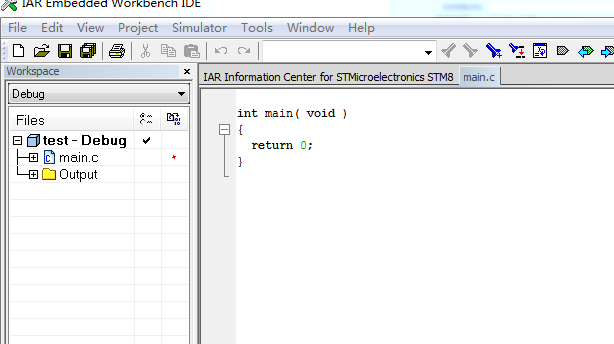 IAR Embedded Workbench IDE
File Edit View Project Simulator Tools Window Help
Workspace
IAR Information Center for STMicroelectronics STM8 main.c
Debug
Files
test - Debug
main.c
Output
int main( void )
{
return 0;
}